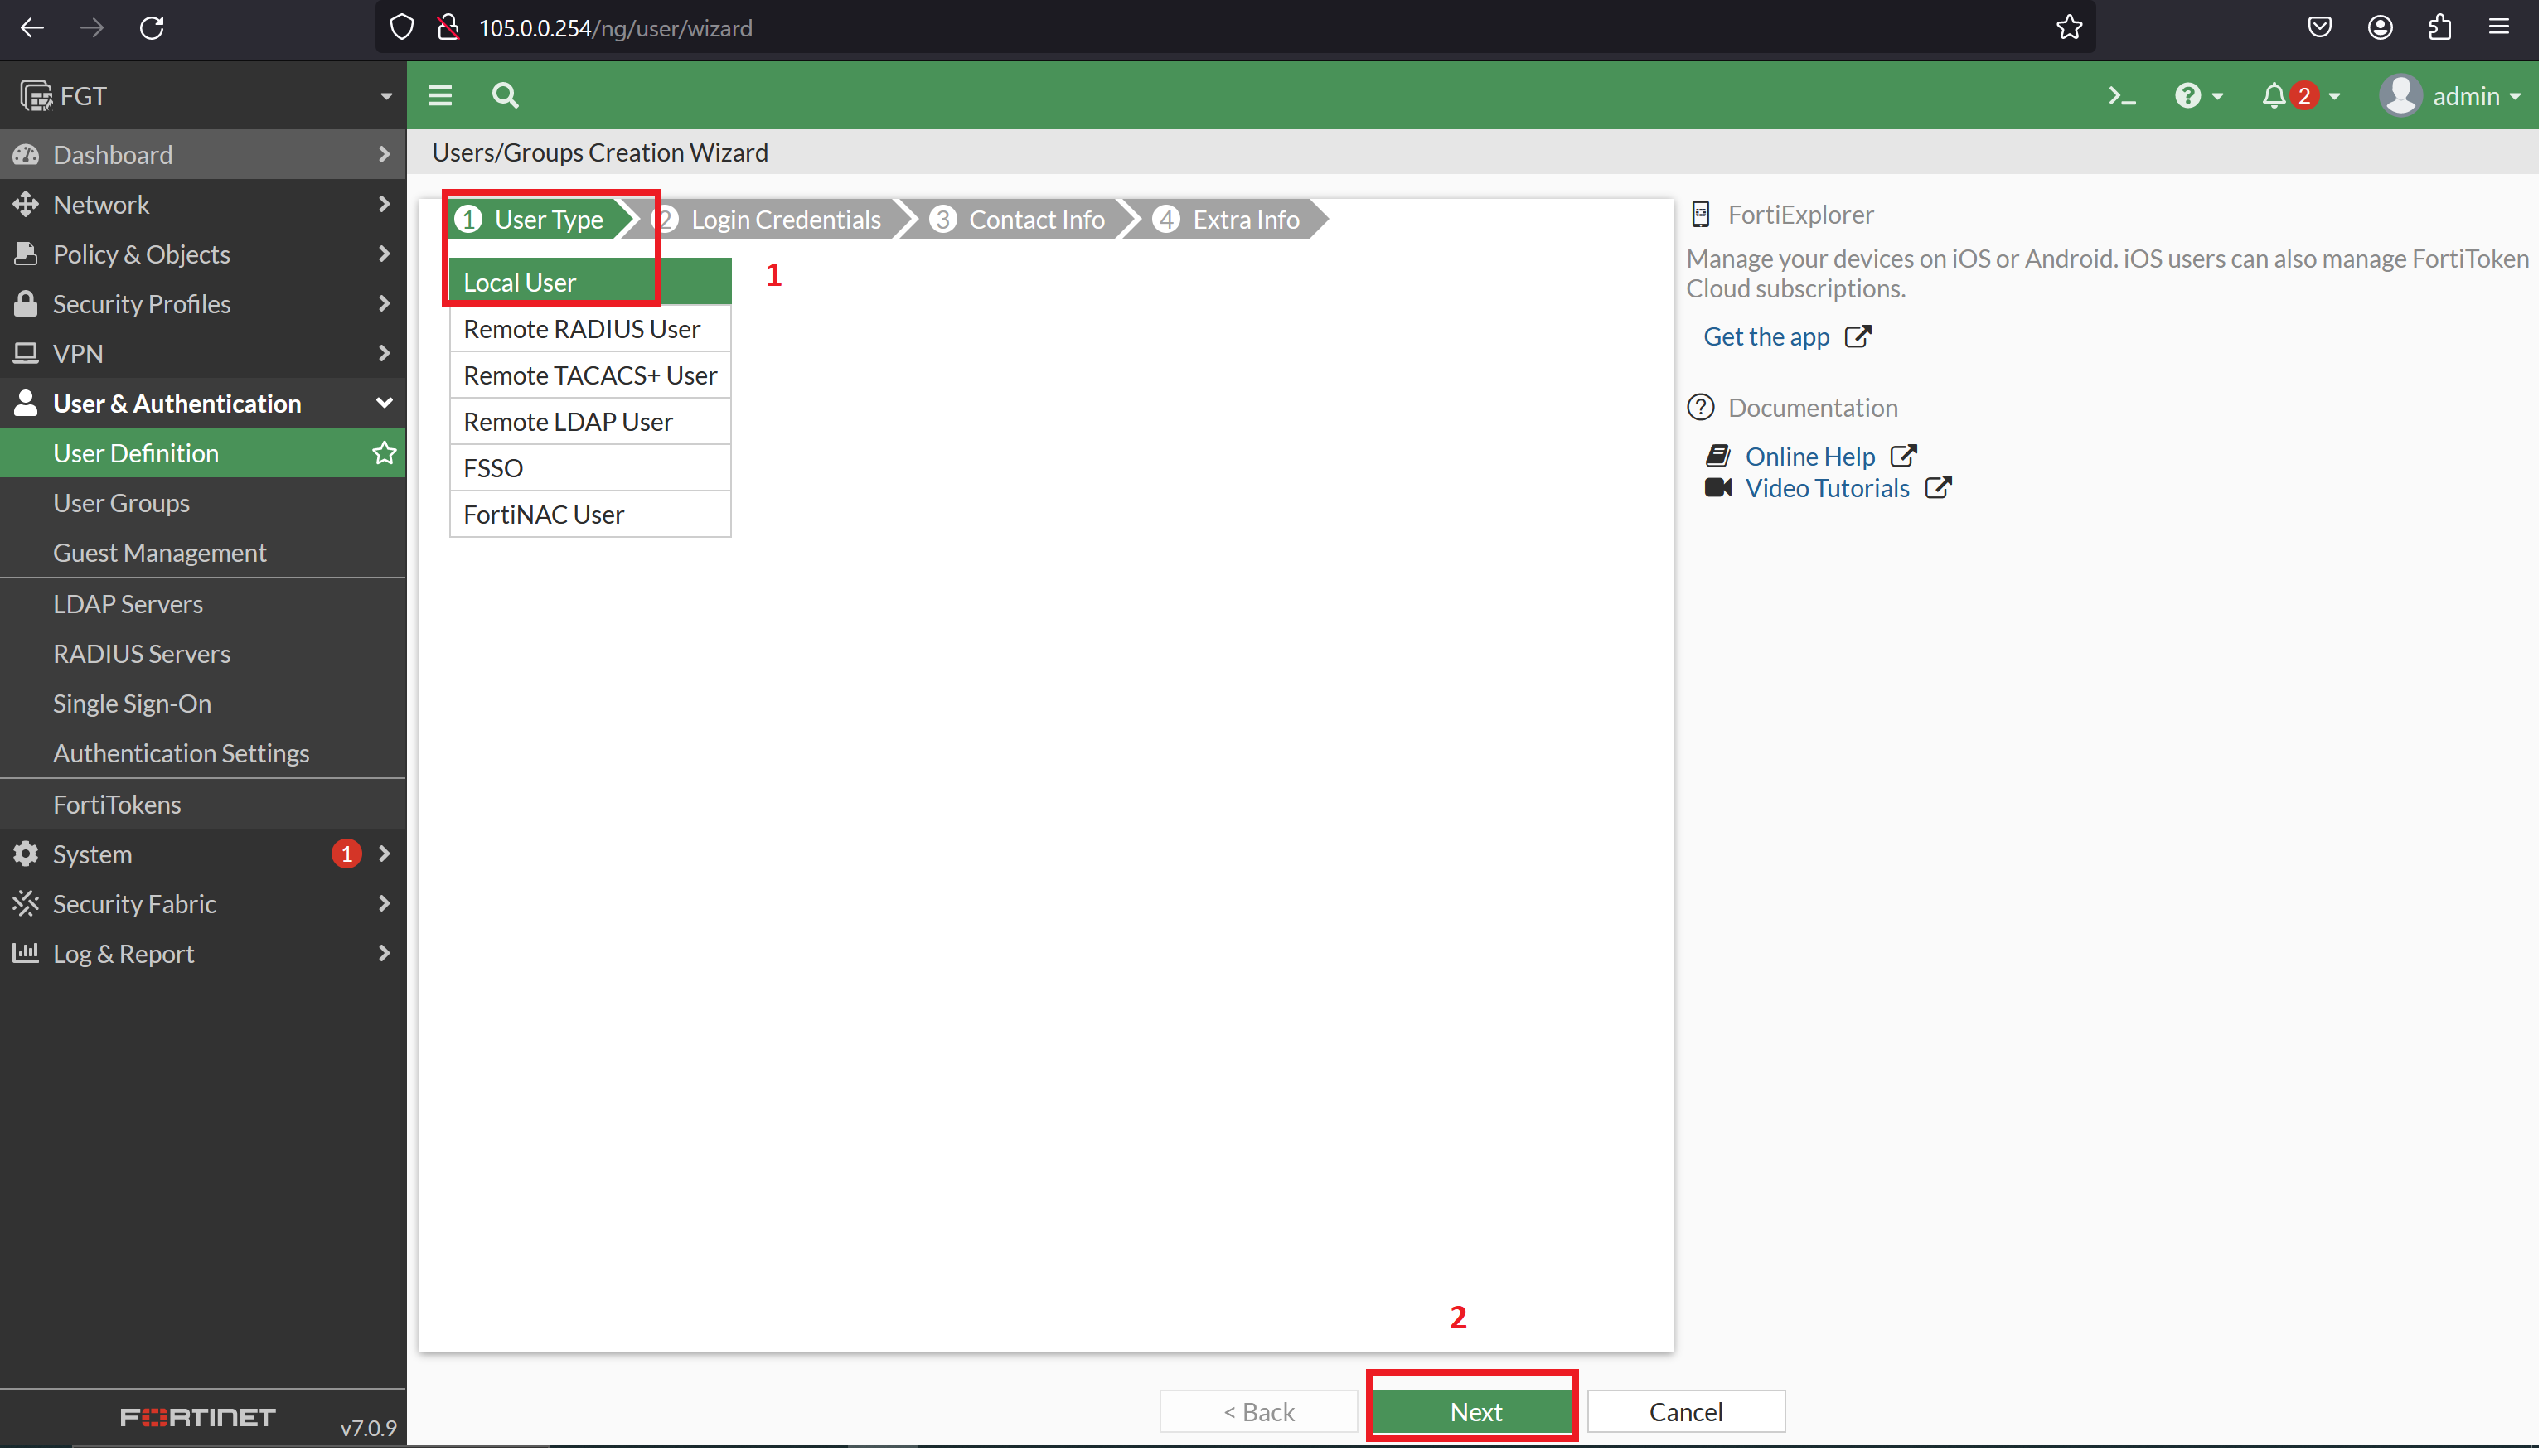 105.0.0.254/ng/user/wizard
FGT
2
admin
Dashboard
Network
Policy & Objects
Security Profiles
VPN
User & Authentication
User Definition
User Groups
Guest Management
LDAP Servers
RADIUS Servers
Single Sign-On
Authentication Settings
FortiTokens
System 1
Security Fabric
Log & Report
FORTINET
v7.0.9
Users/Groups Creation Wizard
1 User Type 2 Login Credentials 3 Contact Info 4 Extra Info
Local User
1
Remote RADIUS User
Remote TACACS+ User
Remote LDAP User
FSSO
FortiNAC User
2
< Back Next Cancel
FortiExplorer
Manage your devices on iOS or Android. iOS users can also manage FortiToken
Cloud subscriptions.
Get the app
Documentation
Online Help
Video Tutorials